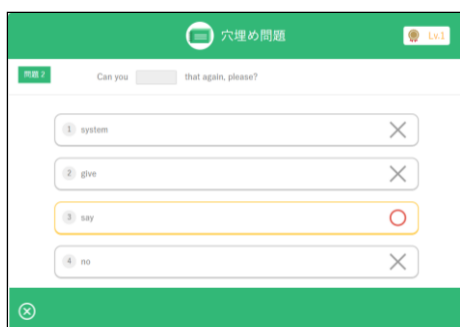 穴埋め問題
Lv.1
問題 2
Can you that again, please?
1 system
2 give
3 say
4 no